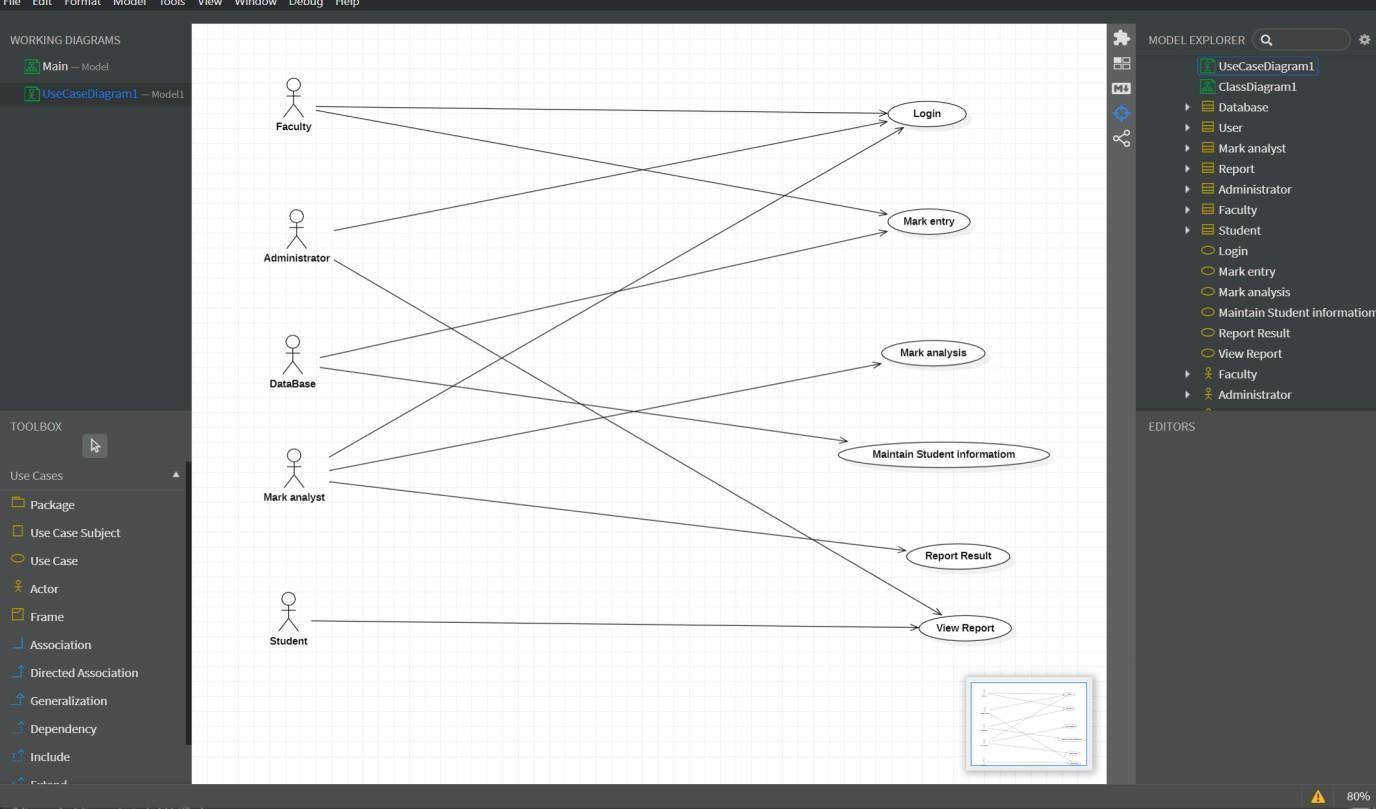 File Edit Format Model Tools View Window Debug Help
WORKING DIAGRAMS
Main — Model
UseCaseDiagram1 — Model1
TOOLBOX
Use Cases
Package
Use Case Subject
Use Case
Actor
Frame
Association
Directed Association
Generalization
Dependency
Include
Extend
Faculty
Administrator
DataBase
Mark analyst
Student
Login
Mark entry
Mark analysis
Maintain Student informatiom
Report Result
View Report
MODEL EXPLORER
UseCaseDiagram1
ClassDiagram1
Database
User
Mark analyst
Report
Administrator
Faculty
Student
Login
Mark entry
Mark analysis
Maintain Student informatiom
Report Result
View Report
Faculty
Administrator
EDITORS
80%